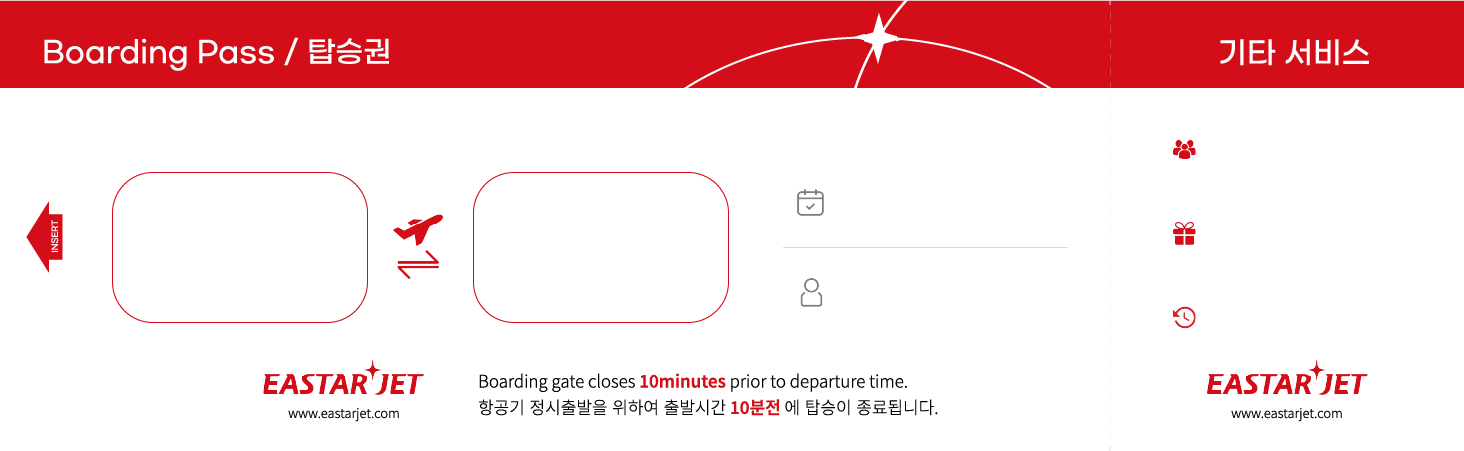 Boarding Pass / 탑승권
기타 서비스
INSERT
EASTAR JET
www.eastarjet.com
Boarding gate closes 10minutes prior to departure time.
항공기 정시출발을 위하여 출발시간 10분전 에 탑승이 종료됩니다.
EASTAR JET
www.eastarjet.com